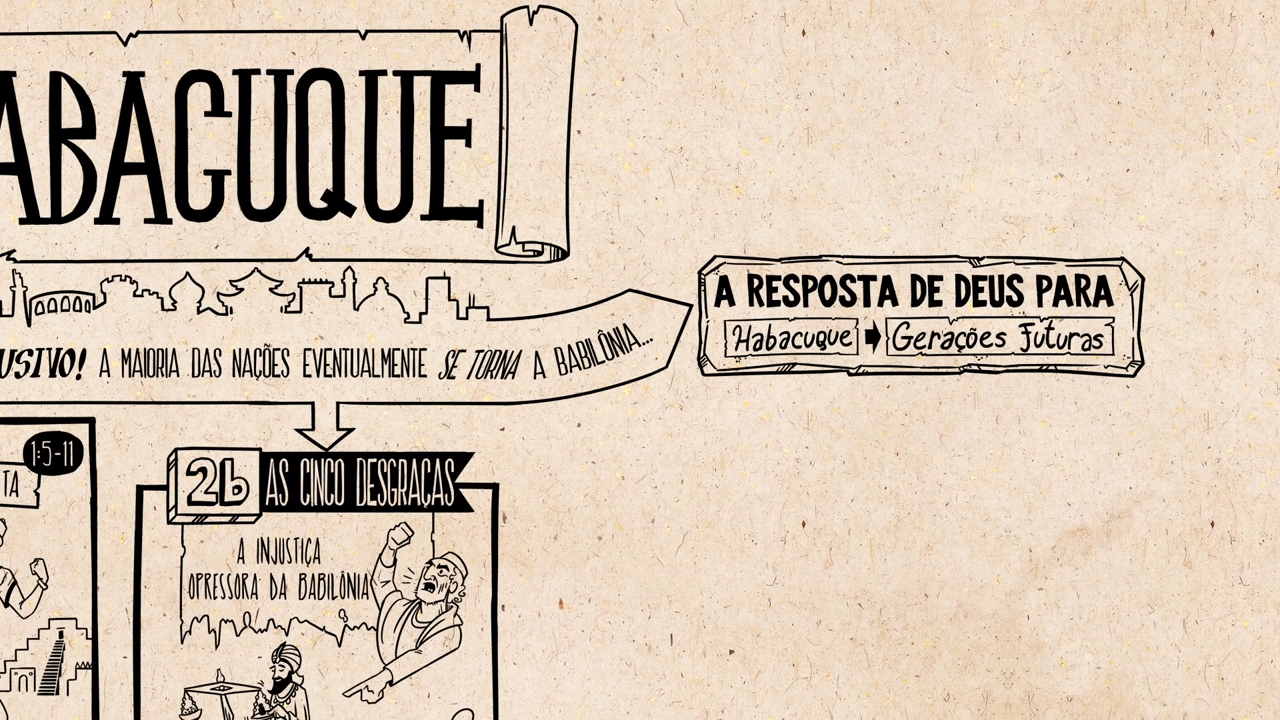 ABACUQUE
A RESPOSTA DE DEUS PARA
Habacuque Gerações Futuras
USIVO! A MAIORIA DAS NAÇÕES EVENTUALMENTE SE TORNA A BABILÔNIA...
1:5-11
TA
2b AS CINCO DESGRAÇAS
A INJUSTIÇA
OPRESSORA DA BABILÔNIA